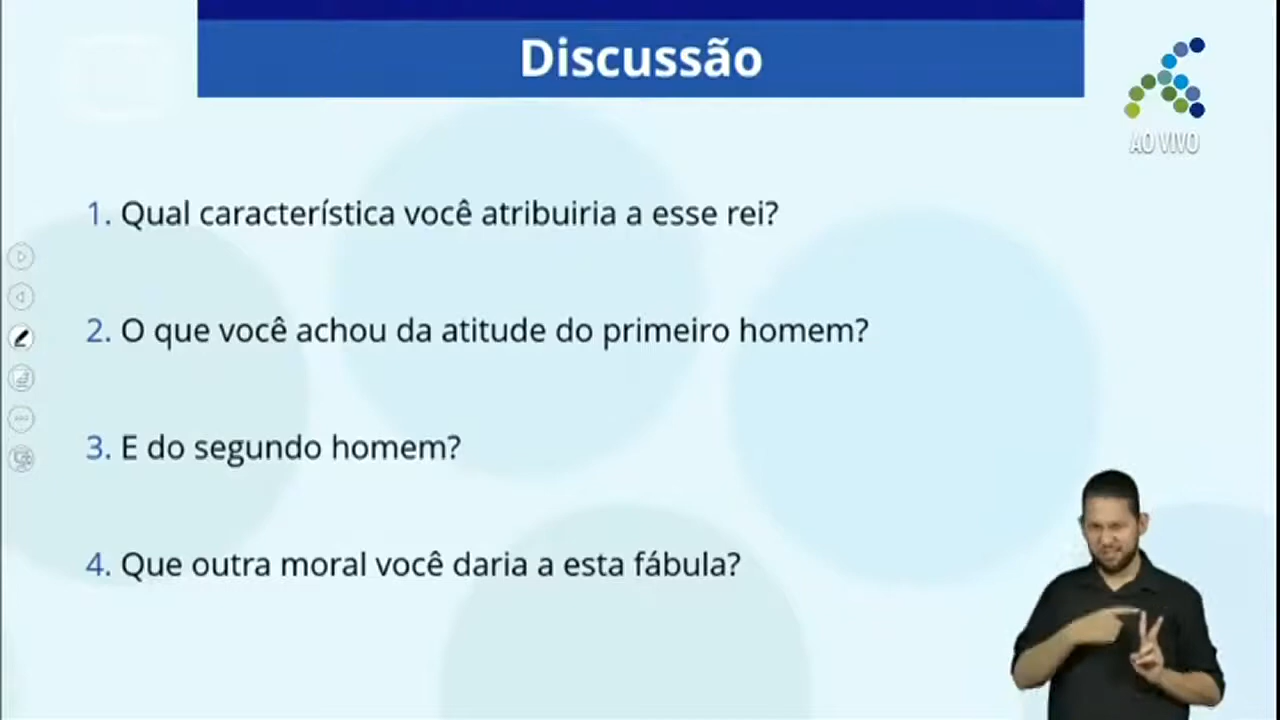 Discussão
AO VIVO
1. Qual característica você atribuiria a esse rei?
2. O que você achou da atitude do primeiro homem?
3. E do segundo homem?
4. Que outra moral você daria a esta fábula?